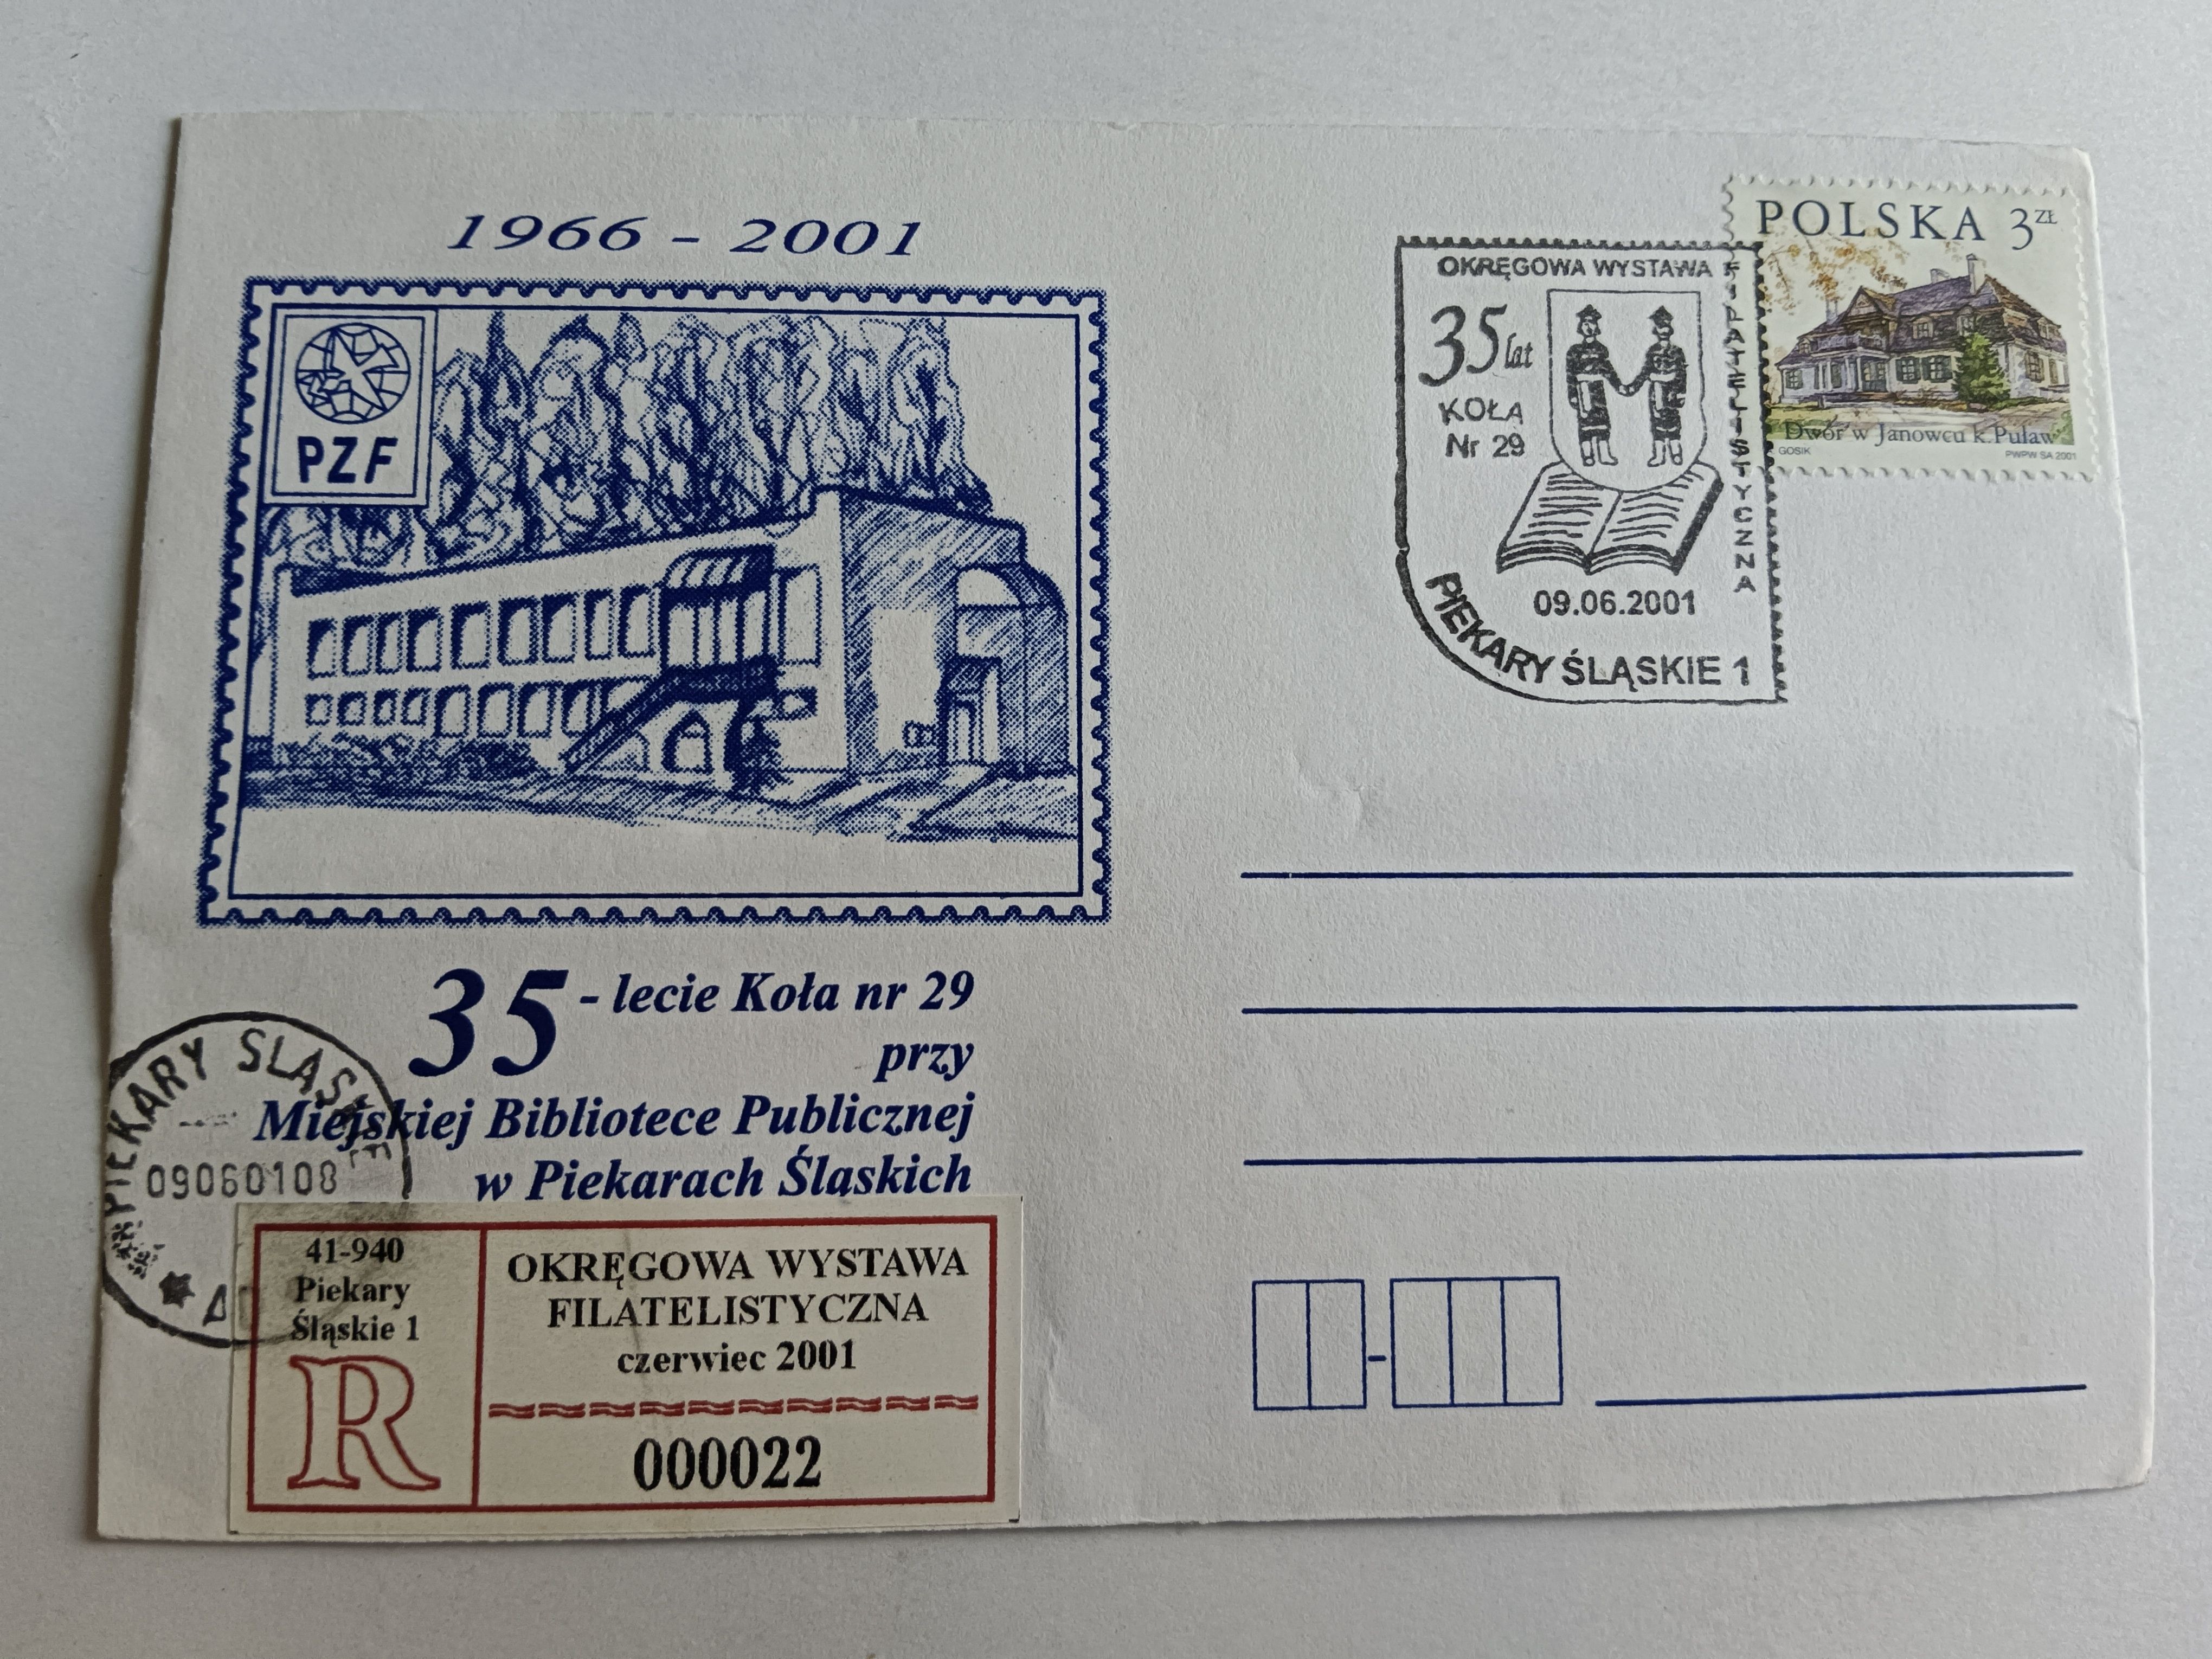 1966 - 2001
PZF
35 - lecie Koła nr 29
przy
Miejskiej Bibliotece Publicznej
w Piekarach Śląskich
PIEKARY ŚLĄSKIE
09060108
41-940
Piekary
Śląskie 1
R
OKRĘGOWA WYSTAWA
FILATELISTYCZNA
czerwiec 2001
000022
OKRĘGOWA WYSTAWA
FILATELISTYCZNA
35 lat
KOŁA
Nr 29
09.06.2001
PIEKARY ŚLĄSKIE 1
POLSKA 3 ZŁ
Dwór w Janowcu k. Puław
GOSIK
PWPW SA 2001